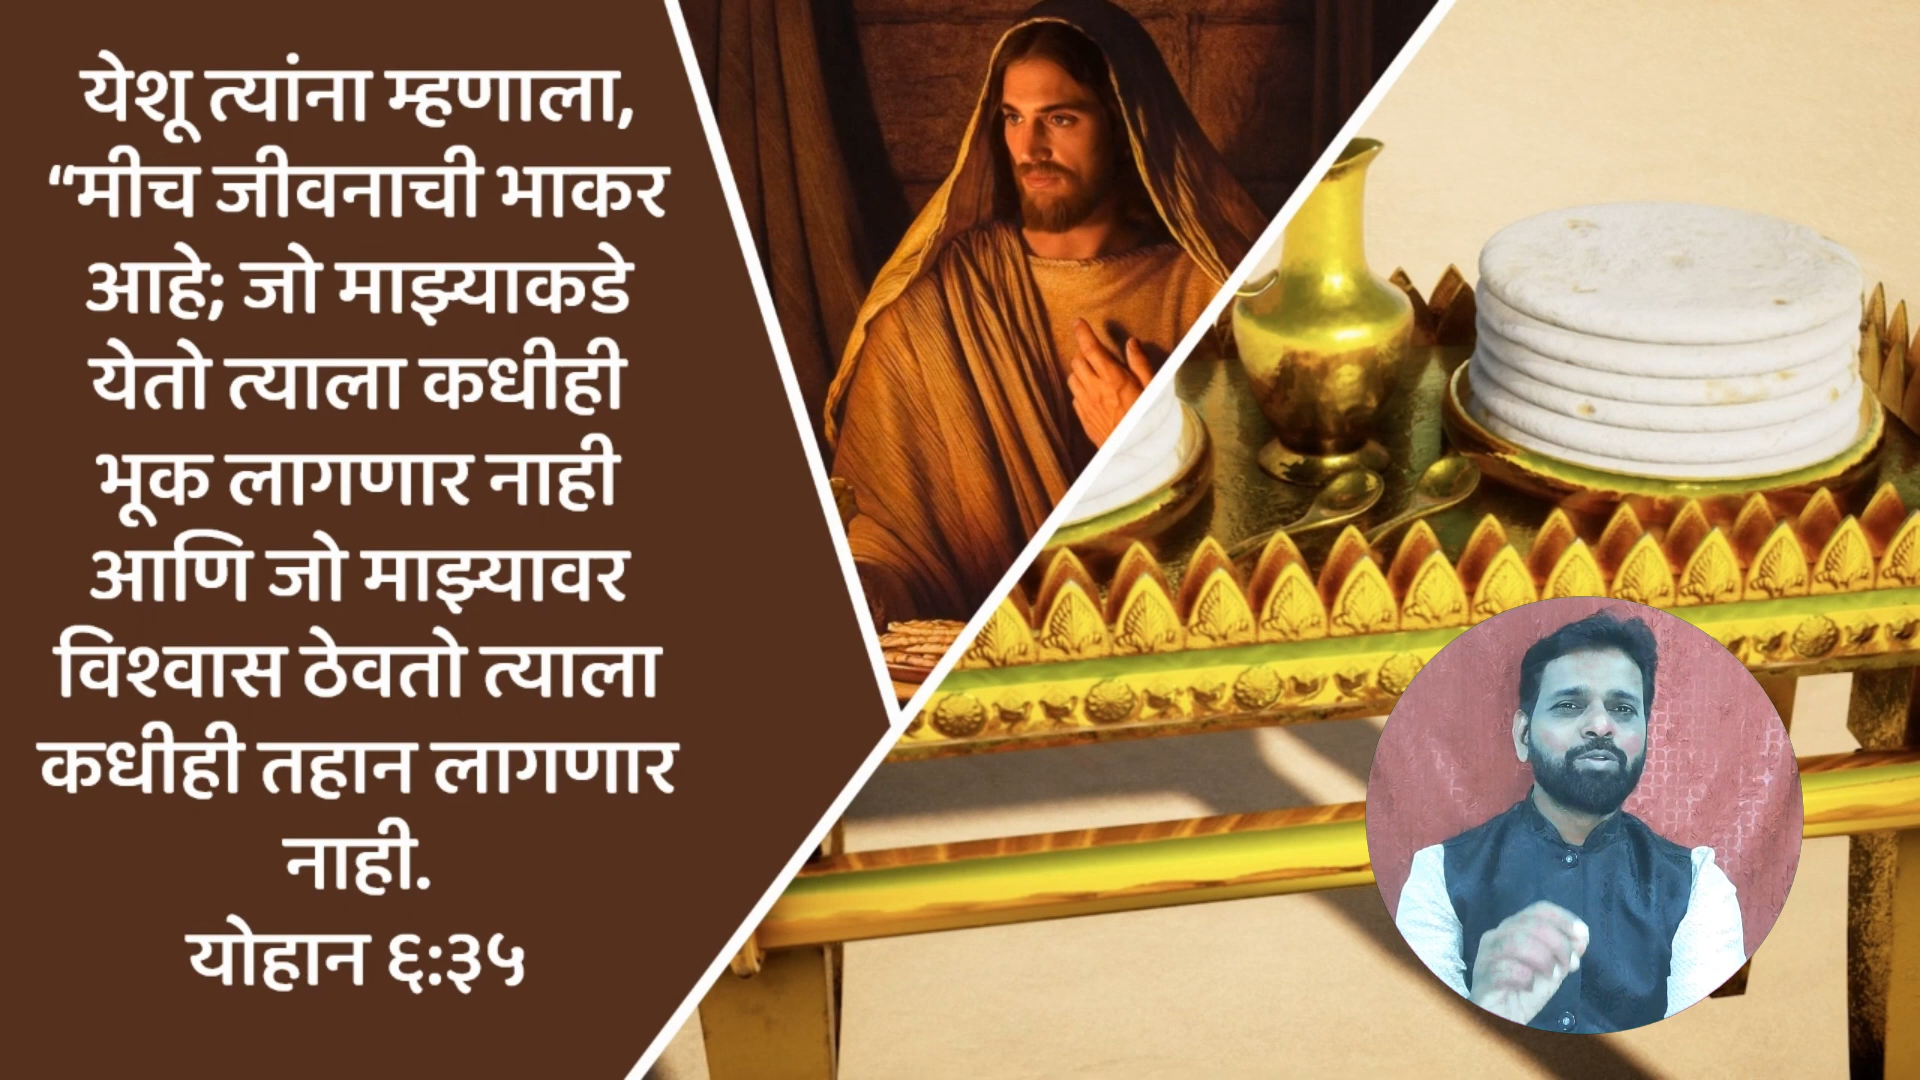 येशू त्यांना म्हणाला,
“मीच जीवनाची भाकर
आहे; जो माझ्याकडे
येतो त्याला कधीही
भूक लागणार नाही
आणि जो माझ्यावर
विश्वास ठेवतो त्याला
कधीही तहान लागणार
नाही.
योहान ६:३५